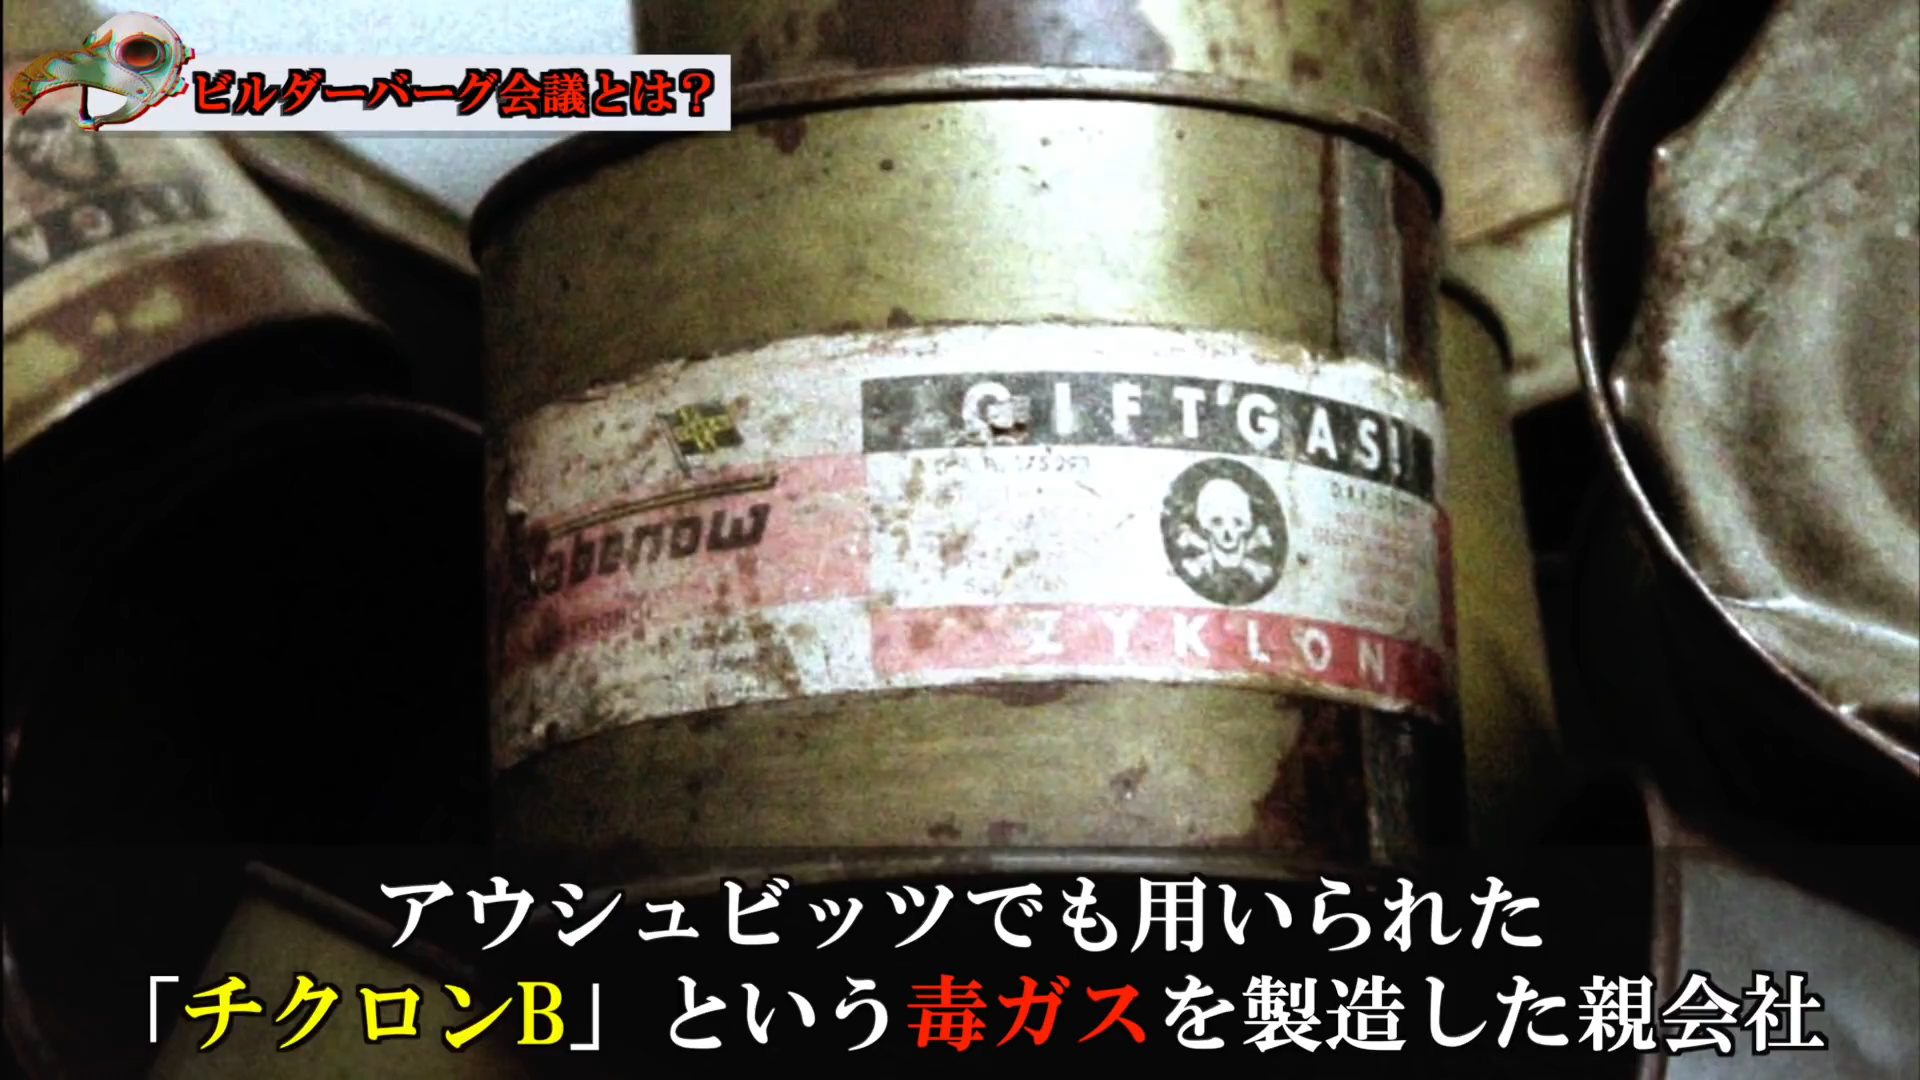 ビルダーバーグ会議とは?
GIFTGAS!
Kabenow
ZYKLON
アウシュビッツでも用いられた
「チクロンB」という毒ガスを製造した親会社